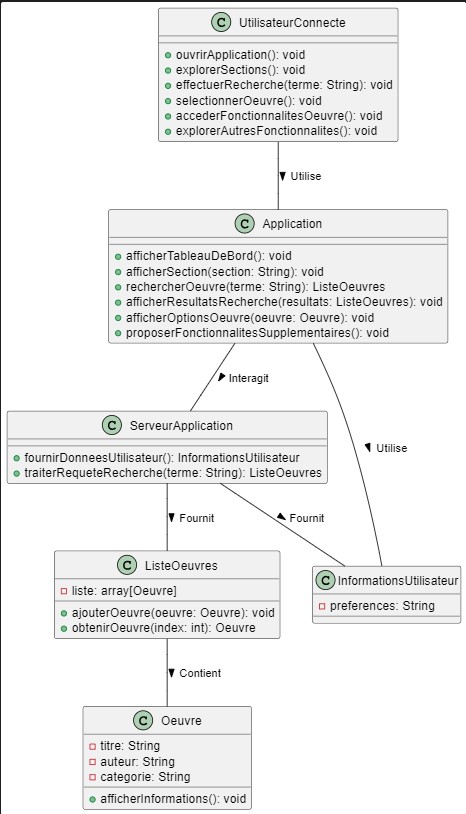 C UtilisateurConnecte
ouvrirApplication(): void
explorerSections(): void
effectuerRecherche(terme: String): void
selectionnerOeuvre(): void
accederFonctionnalitesOeuvre(): void
explorerAutresFonctionnalites(): void
Utilise
C Application
afficherTableauDeBord(): void
afficherSection(section: String): void
rechercherOeuvre(terme: String): ListeOeuvres
afficherResultatsRecherche(resultats: ListeOeuvres): void
afficherOptionsOeuvre(oeuvre: Oeuvre): void
proposerFonctionnalitesSupplementaires(): void
Interagit
C ServeurApplication
fournirDonneesUtilisateur(): InformationsUtilisateur
traiterRequeteRecherche(terme: String): ListeOeuvres
Utilise
Fournit
Fournit
C ListeOeuvres
liste: array[Oeuvre]
ajouterOeuvre(oeuvre: Oeuvre): void
obtenirOeuvre(index: int): Oeuvre
C InformationsUtilisateur
preferences: String
Contient
C Oeuvre
titre: String
auteur: String
categorie: String
afficherInformations(): void